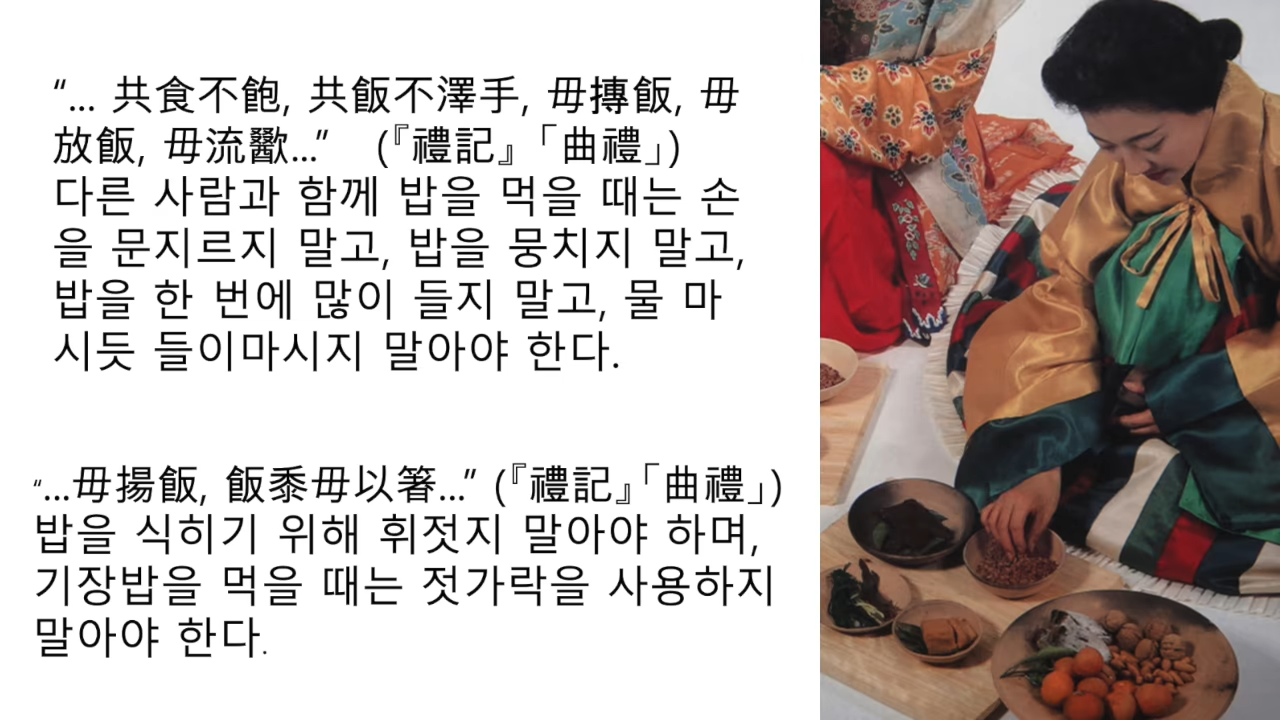 “... 共食不飽, 共飯不澤手, 毋摶飯, 毋
放飯, 毋流歠...” (『禮記』「曲禮」)
다른 사람과 함께 밥을 먹을 때는 손
을 문지르지 말고, 밥을 뭉치지 말고,
밥을 한 번에 많이 들지 말고, 물 마
시듯 들이마시지 말아야 한다.
“...毋揚飯, 飯黍毋以箸...” (『禮記』「曲禮」)
밥을 식히기 위해 휘젓지 말아야 하며,
기장밥을 먹을 때는 젓가락을 사용하지
말아야 한다.